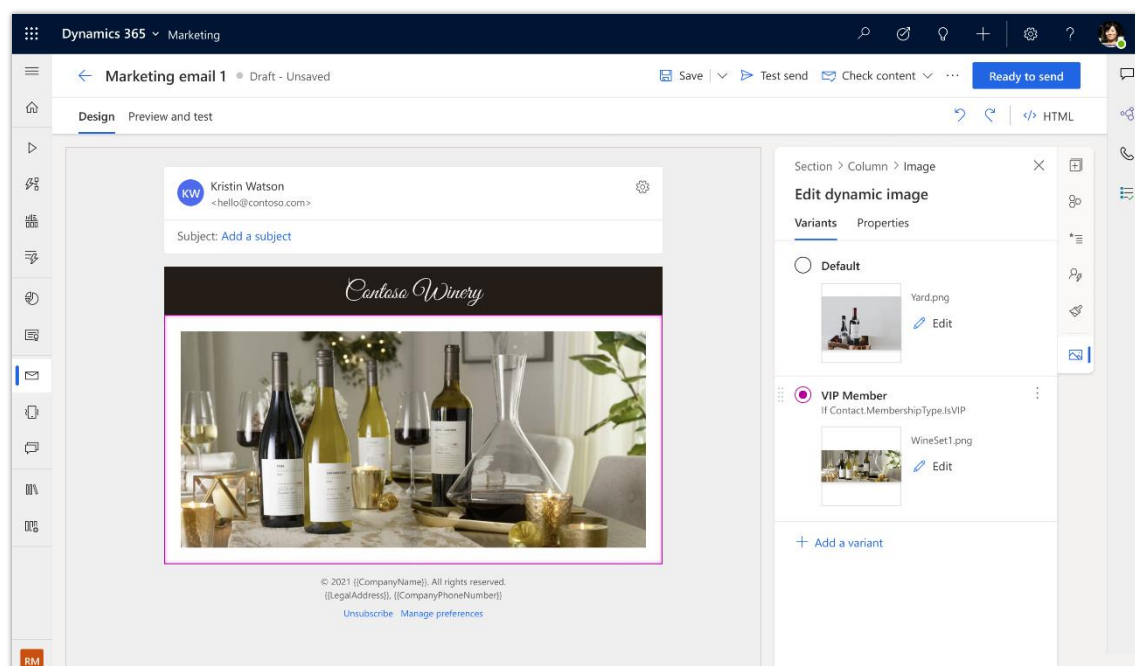 Dynamics 365 Marketing
Marketing email 1 Draft - Unsaved
Save Test send Check content Ready to send
Design Preview and test
HTML
KW
Kristin Watson
<hello@contoso.com>
Subject: Add a subject
Contoso Winery
© 2021 {{CompanyName}}. All rights reserved.
{{LegalAddress}}, {{CompanyPhoneNumber}}
Unsubscribe Manage preferences
Section > Column > Image
Edit dynamic image
Variants Properties
Default
Yard.png
Edit
VIP Member
If Contact.MembershipType.IsVIP
WineSet1.png
Edit
+ Add a variant
RM